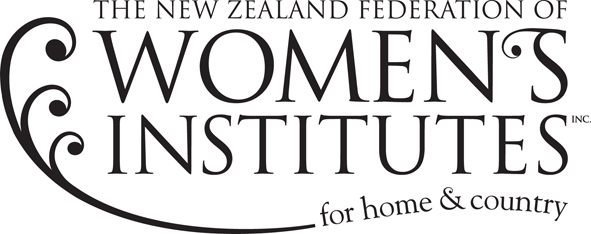 THE NEW ZEALAND FEDERATION OF
WOMEN'S
INSTITUTES INC.
for home & country